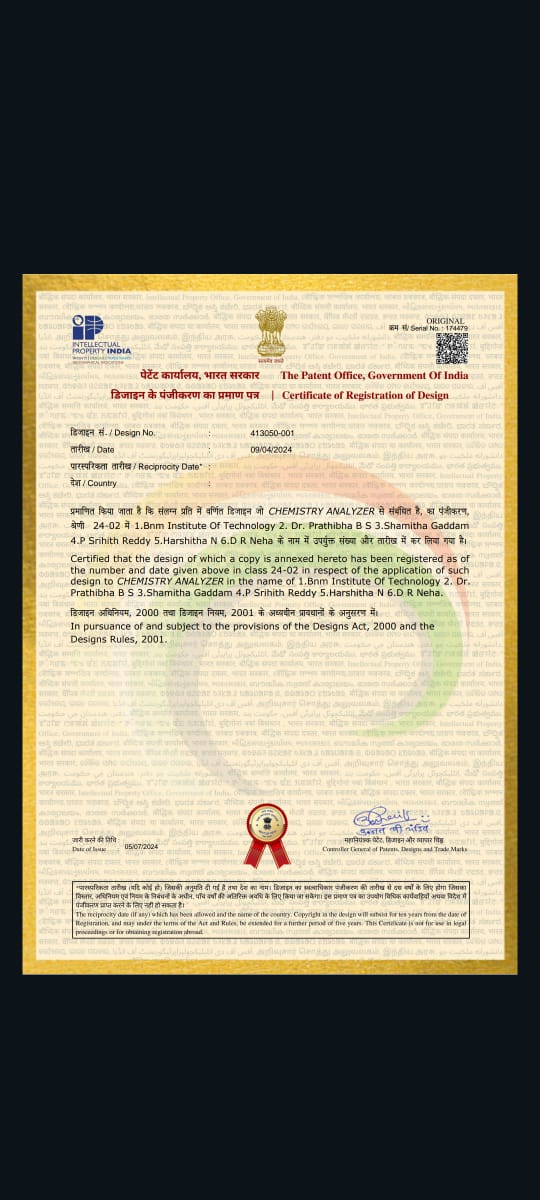 INTELLECTUAL
PROPERTY INDIA
सत्यमेव जयते
ORIGINAL
क्रम सं/ Serial No. : 174479
पेटेंट कार्यालय, भारत सरकार The Patent Office, Government Of India
डिजाइन के पंजीकरण का प्रमाण पत्र | Certificate of Registration of Design
डिजाइन सं. / Design No. : 413050-001
तारीख / Date : 09/04/2024
पारस्परिकता तारीख / Reciprocity Date* :
देश / Country :
प्रमाणित किया जाता है कि संलग्न प्रति में वर्णित डिजाइन जो CHEMISTRY ANALYZER से संबंधित है, का पंजीकरण,
श्रेणी 24-02 में 1.Bnm Institute Of Technology 2. Dr. Prathibha B S 3.Shamitha Gaddam
4.P Srihith Reddy 5.Harshitha N 6.D R Neha के नाम में उपर्युक्त संख्या और तारीख में कर लिया गया है।
Certified that the design of which a copy is annexed hereto has been registered as of
the number and date given above in class 24-02 in respect of the application of such
design to CHEMISTRY ANALYZER in the name of 1.Bnm Institute Of Technology 2. Dr.
Prathibha B S 3.Shamitha Gaddam 4.P Srihith Reddy 5.Harshitha N 6.D R Neha.
डिजाइन अधिनियम, 2000 तथा डिजाइन नियम, 2001 के अध्यधीन प्रावधानों के अनुसरण में।
In pursuance of and subject to the provisions of the Designs Act, 2000 and the
Designs Rules, 2001.
जारी करने की तिथि :
Date of Issue : 05/07/2024
महानियंत्रक पेटेंट, डिजाइन और व्यापार चिह्न
Controller General of Patents, Designs and Trade Marks
*पारस्परिकता तारीख (यदि कोई हो) जिसकी अनुमति दी गई है तथा देश का नाम। डिजाइन का स्वत्वाधिकार पंजीकरण की तारीख से दस वर्षों के लिए होगा जिसका
विस्तार, अधिनियम एवं नियम के निबंधनों के अधीन, पाँच वर्षों की अतिरिक्त अवधि के लिए किया जा सकेगा। इस प्रमाण पत्र का उपयोग विधिक कार्यवाहियों अथवा विदेश में
पंजीकरण प्राप्त करने के लिए नहीं हो सकता है।
The reciprocity date (if any) which has been allowed and the name of the country. Copyright in the design will subsist for ten years from the date of
Registration, and may under the terms of the Act and Rules, be extended for a further period of five years. This Certificate is not for use in legal
proceedings or for obtaining registration abroad.